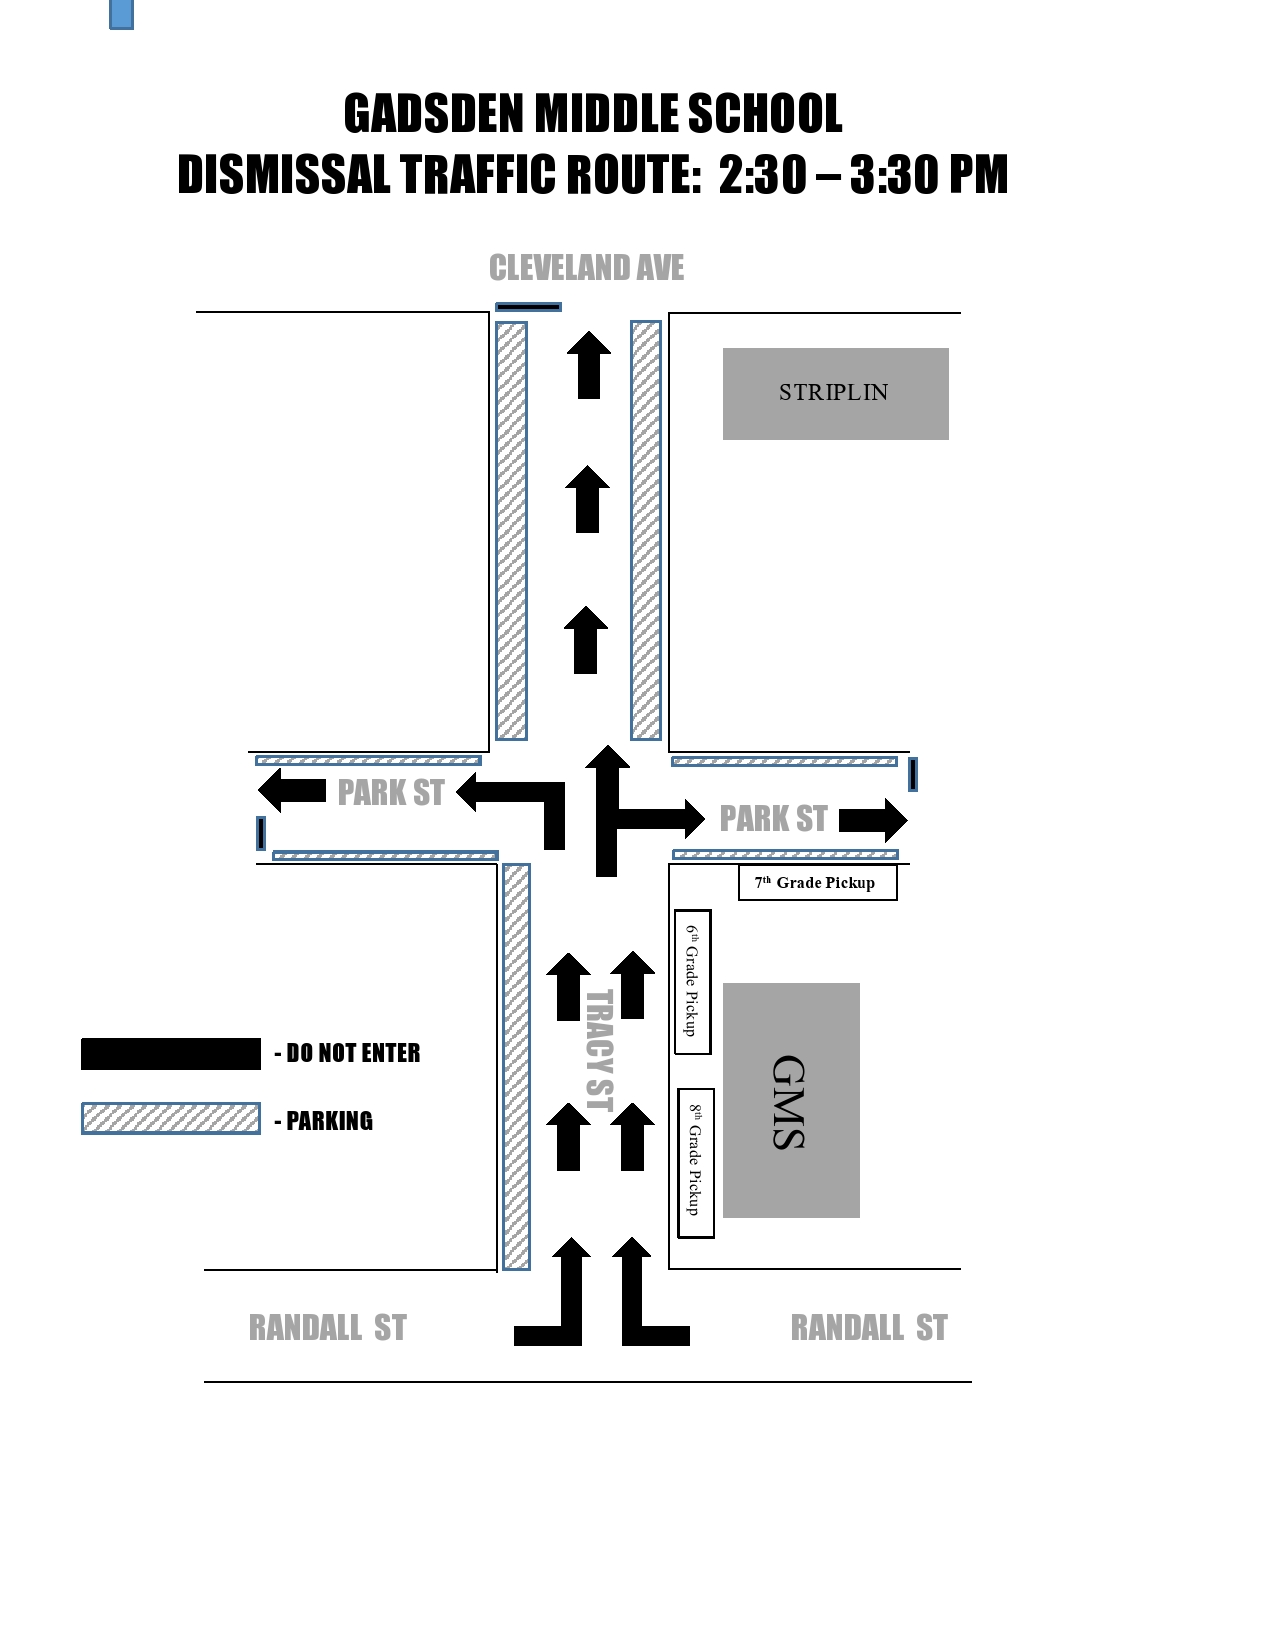 GADSDEN MIDDLE SCHOOL
DISMISSAL TRAFFIC ROUTE: 2:30 – 3:30 PM
CLEVELAND AVE
STRIPLIN
PARK ST
PARK ST
7th Grade Pickup
6th Grade Pickup
TRACY ST
- DO NOT ENTER
GMS
8th Grade Pickup
- PARKING
RANDALL ST
RANDALL ST